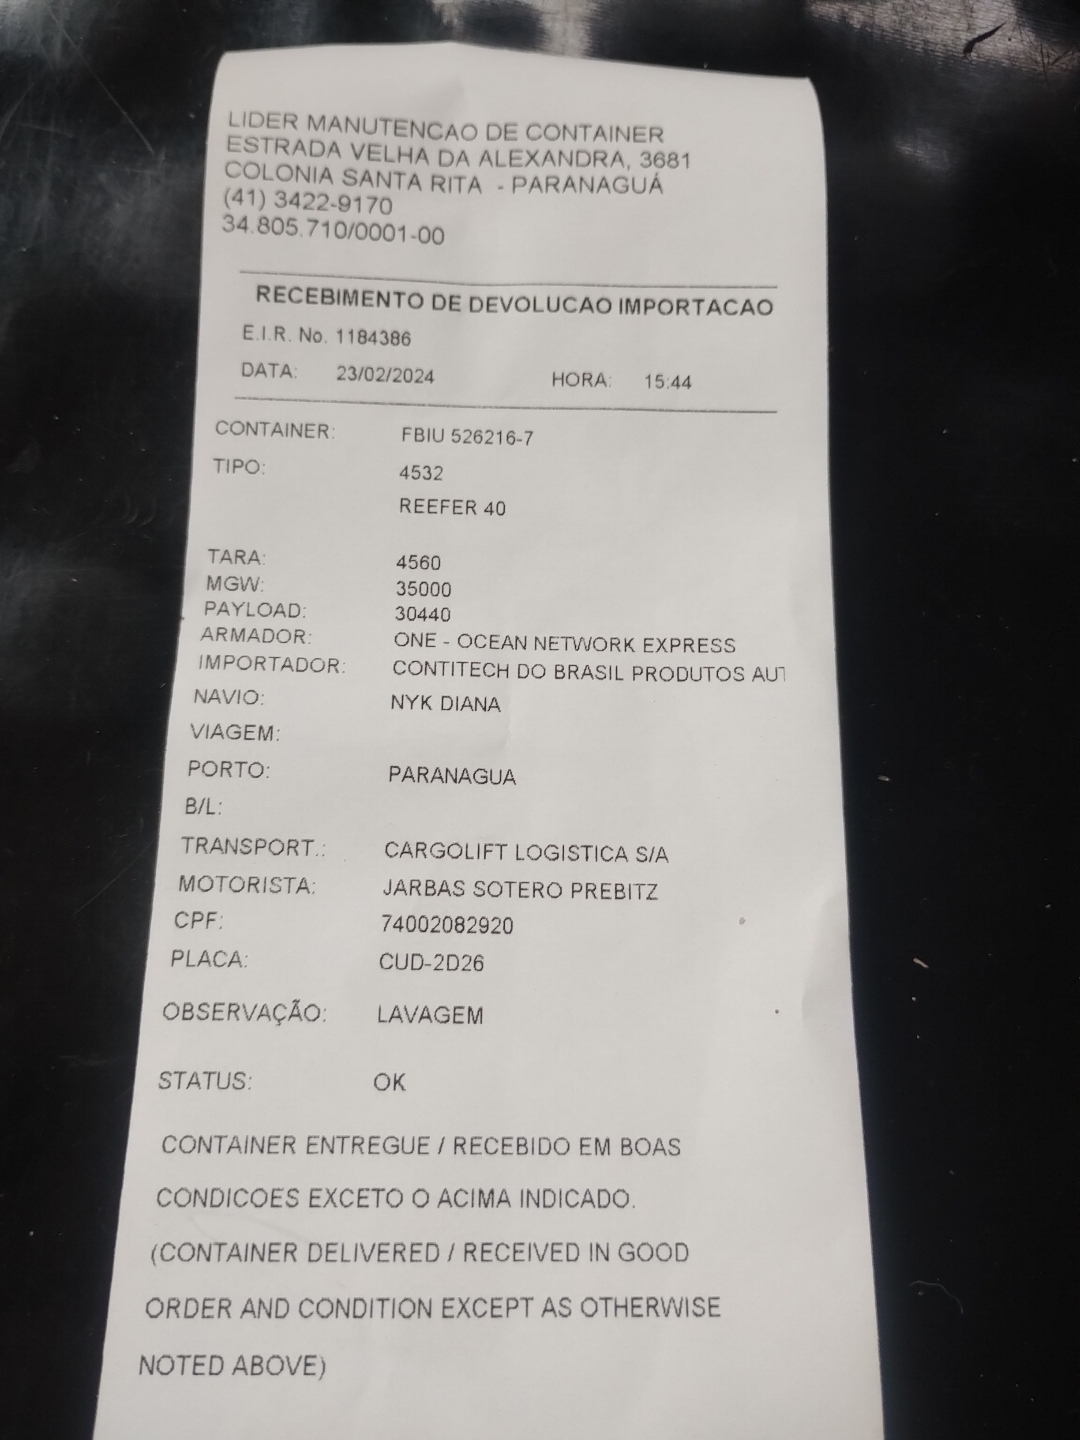 LIDER MANUTENCAO DE CONTAINER
ESTRADA VELHA DA ALEXANDRA, 3681
COLONIA SANTA RITA - PARANAGUÁ
(41) 3422-9170
34.805.710/0001-00
RECEBIMENTO DE DEVOLUCAO IMPORTACAO
E.I.R. No. 1184386
DATA: 23/02/2024 HORA: 15:44
CONTAINER: FBIU 526216-7
TIPO: 4532
REEFER 40
TARA: 4560
MGW: 35000
PAYLOAD: 30440
ARMADOR: ONE - OCEAN NETWORK EXPRESS
IMPORTADOR: CONTITECH DO BRASIL PRODUTOS AUT
NAVIO: NYK DIANA
VIAGEM:
PORTO: PARANAGUA
B/L:
TRANSPORT.: CARGOLIFT LOGISTICA S/A
MOTORISTA: JARBAS SOTERO PREBITZ
CPF: 74002082920
PLACA: CUD-2D26
OBSERVAÇÃO: LAVAGEM
STATUS: OK
CONTAINER ENTREGUE / RECEBIDO EM BOAS
CONDICOES EXCETO O ACIMA INDICADO.
(CONTAINER DELIVERED / RECEIVED IN GOOD
ORDER AND CONDITION EXCEPT AS OTHERWISE
NOTED ABOVE)